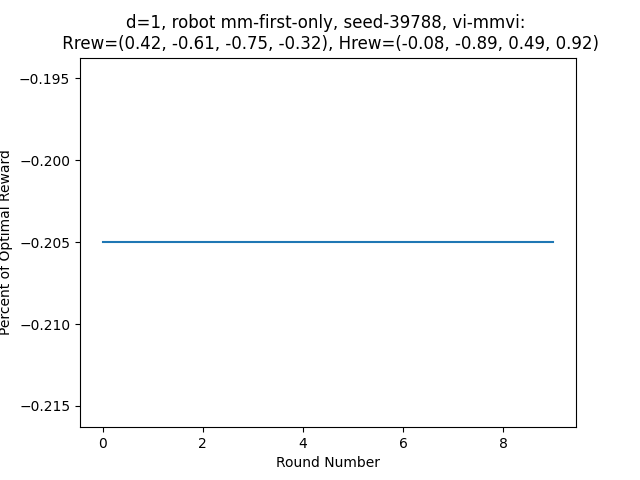 d=1, robot mm-first-only, seed-39788, vi-mmvi:
Rrew=(0.42, -0.61, -0.75, -0.32), Hrew=(-0.08, -0.89, 0.49, 0.92)
Percent of Optimal Reward
−0.195
−0.200
−0.205
−0.210
−0.215
0 2 4 6 8
Round Number